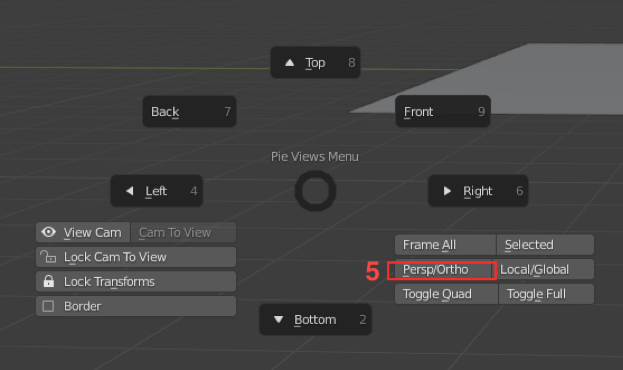 Top 8
Back 7
Front 9
Pie Views Menu
Left 4
Right 6
View Cam Cam To View
Lock Cam To View
Lock Transforms
Border
Frame All Selected
5 Persp/Ortho Local/Global
Toggle Quad Toggle Full
Bottom 2